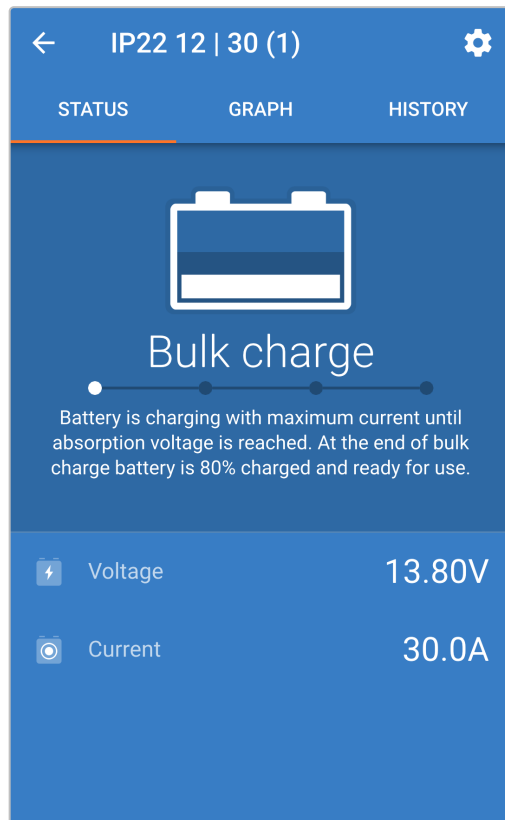 IP22 12 | 30 (1)
STATUS GRAPH HISTORY
Bulk charge
Battery is charging with maximum current until
absorption voltage is reached. At the end of bulk
charge battery is 80% charged and ready for use.
Voltage 13.80V
Current 30.0A